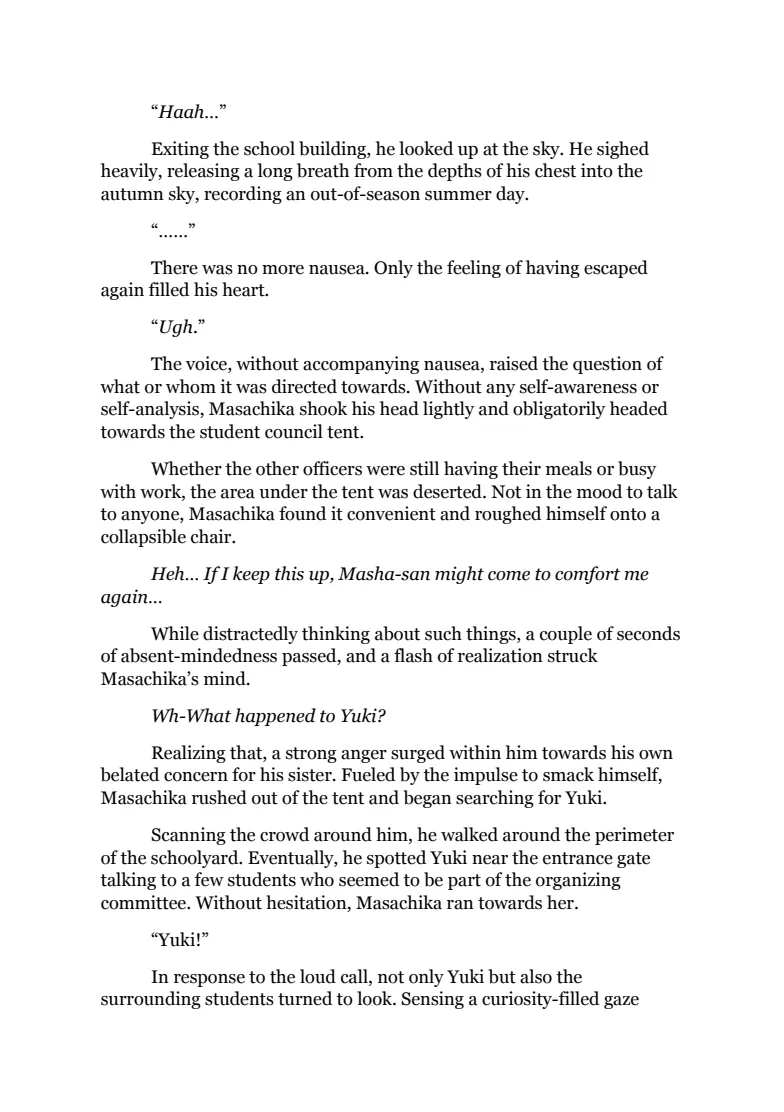 “Haah…”
Exiting the school building, he looked up at the sky. He sighed
heavily, releasing a long breath from the depths of his chest into the
autumn sky, recording an out-of-season summer day.
“……”
There was no more nausea. Only the feeling of having escaped
again filled his heart.
“Ugh.”
The voice, without accompanying nausea, raised the question of
what or whom it was directed towards. Without any self-awareness or
self-analysis, Masachika shook his head lightly and obligatorily headed
towards the student council tent.
Whether the other officers were still having their meals or busy
with work, the area under the tent was deserted. Not in the mood to talk
to anyone, Masachika found it convenient and roughed himself onto a
collapsible chair.
Heh… If I keep this up, Masha-san might come to comfort me
again…
While distractedly thinking about such things, a couple of seconds
of absent-mindedness passed, and a flash of realization struck
Masachika’s mind.
Wh-What happened to Yuki?
Realizing that, a strong anger surged within him towards his own
belated concern for his sister. Fueled by the impulse to smack himself,
Masachika rushed out of the tent and began searching for Yuki.
Scanning the crowd around him, he walked around the perimeter
of the schoolyard. Eventually, he spotted Yuki near the entrance gate
talking to a few students who seemed to be part of the organizing
committee. Without hesitation, Masachika ran towards her.
“Yuki!”
In response to the loud call, not only Yuki but also the
surrounding students turned to look. Sensing a curiosity-filled gaze